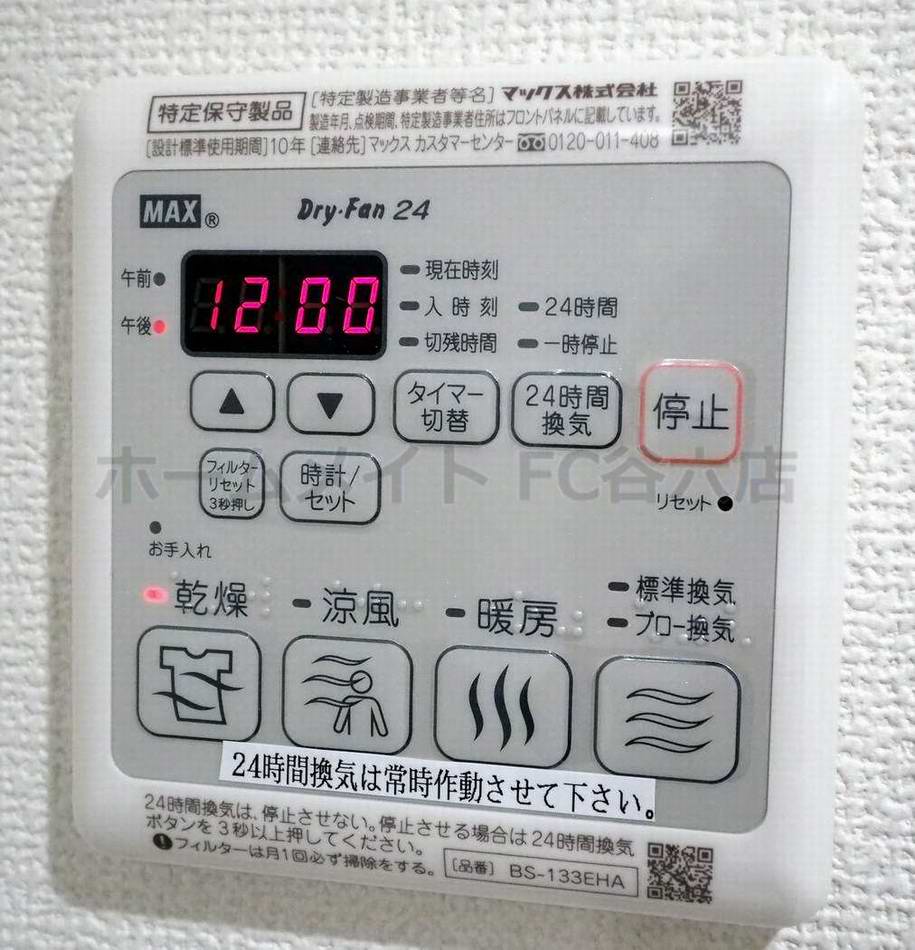 特定保守製品 [特定製造事業者等名] マックス株式会社
製造年月、点検期間、特定製造事業者住所はフロントパネルに記載しています。
[設計標準使用期間]10年 [連絡先]マックス カスタマーセンター 0120-011-408
MAX® Dry・Fan 24
午前
12:00
現在時刻
午後
入時刻 24時間
切残時間 一時停止
▲ ▼ タイマー切替 24時間換気 停止
フィルターリセット3秒押し 時計/セット
ホームメイト FC谷六店
リセット
お手入れ
乾燥 涼風 暖房 標準換気
ブロー換気
24時間換気は常時作動させて下さい。
24時間換気は、停止させない。停止させる場合は24時間換気
ボタンを3秒以上押してください。
フィルターは月1回必ず掃除をする。 [品番] BS-133EHA